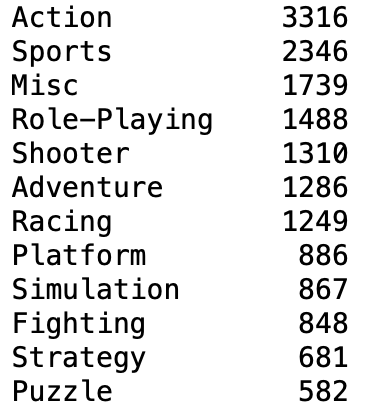 Action 3316
Sports 2346
Misc 1739
Role-Playing 1488
Shooter 1310
Adventure 1286
Racing 1249
Platform 886
Simulation 867
Fighting 848
Strategy 681
Puzzle 582